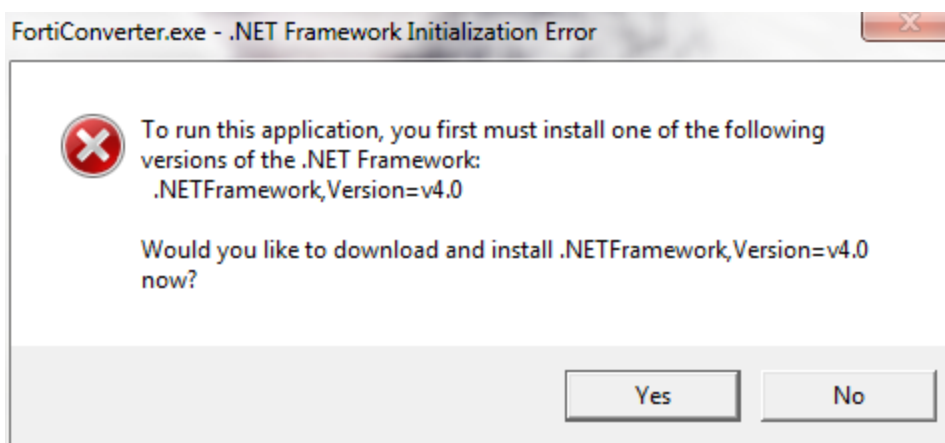 FortiConverter.exe - .NET Framework Initialization Error
To run this application, you first must install one of the following
versions of the .NET Framework:
.NETFramework,Version=v4.0
Would you like to download and install .NETFramework,Version=v4.0
now?
Yes
No